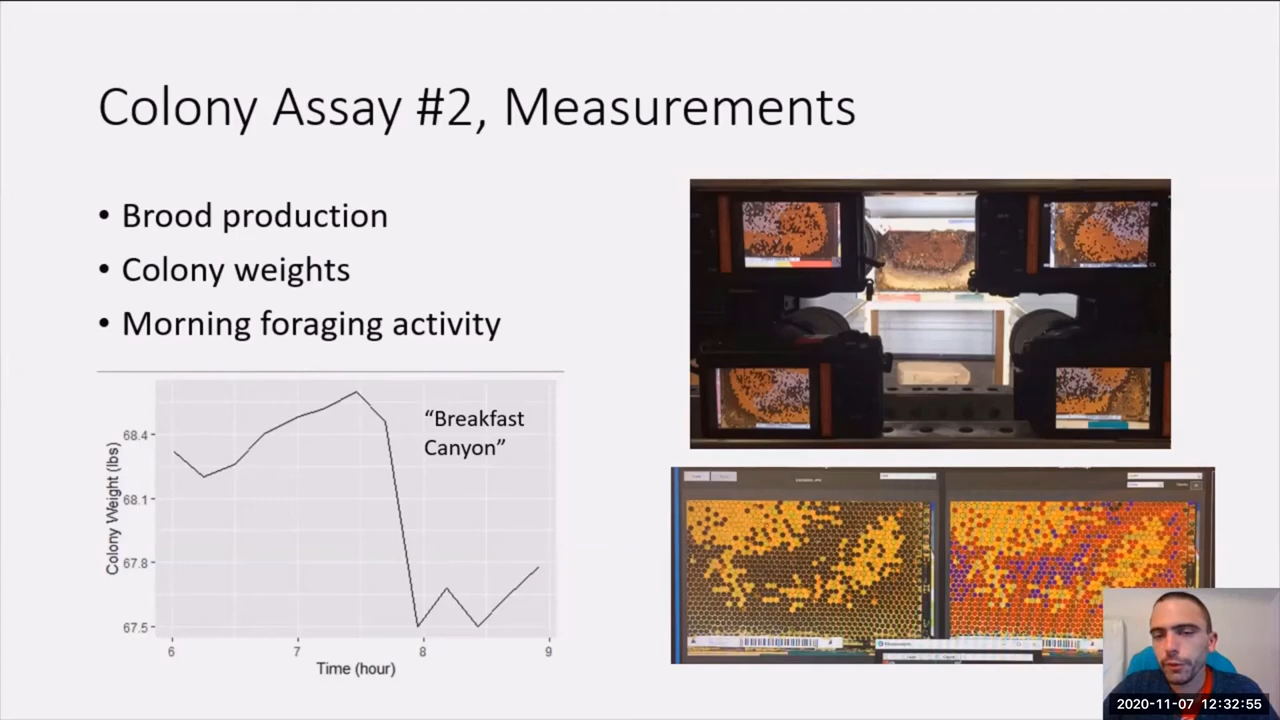 Colony Assay #2, Measurements
• Brood production
• Colony weights
• Morning foraging activity
“Breakfast
Canyon”
Colony Weight (lbs)
68.4
68.1
67.8
67.5
6 7 8 9
Time (hour)
2020-11-07 12:32:55